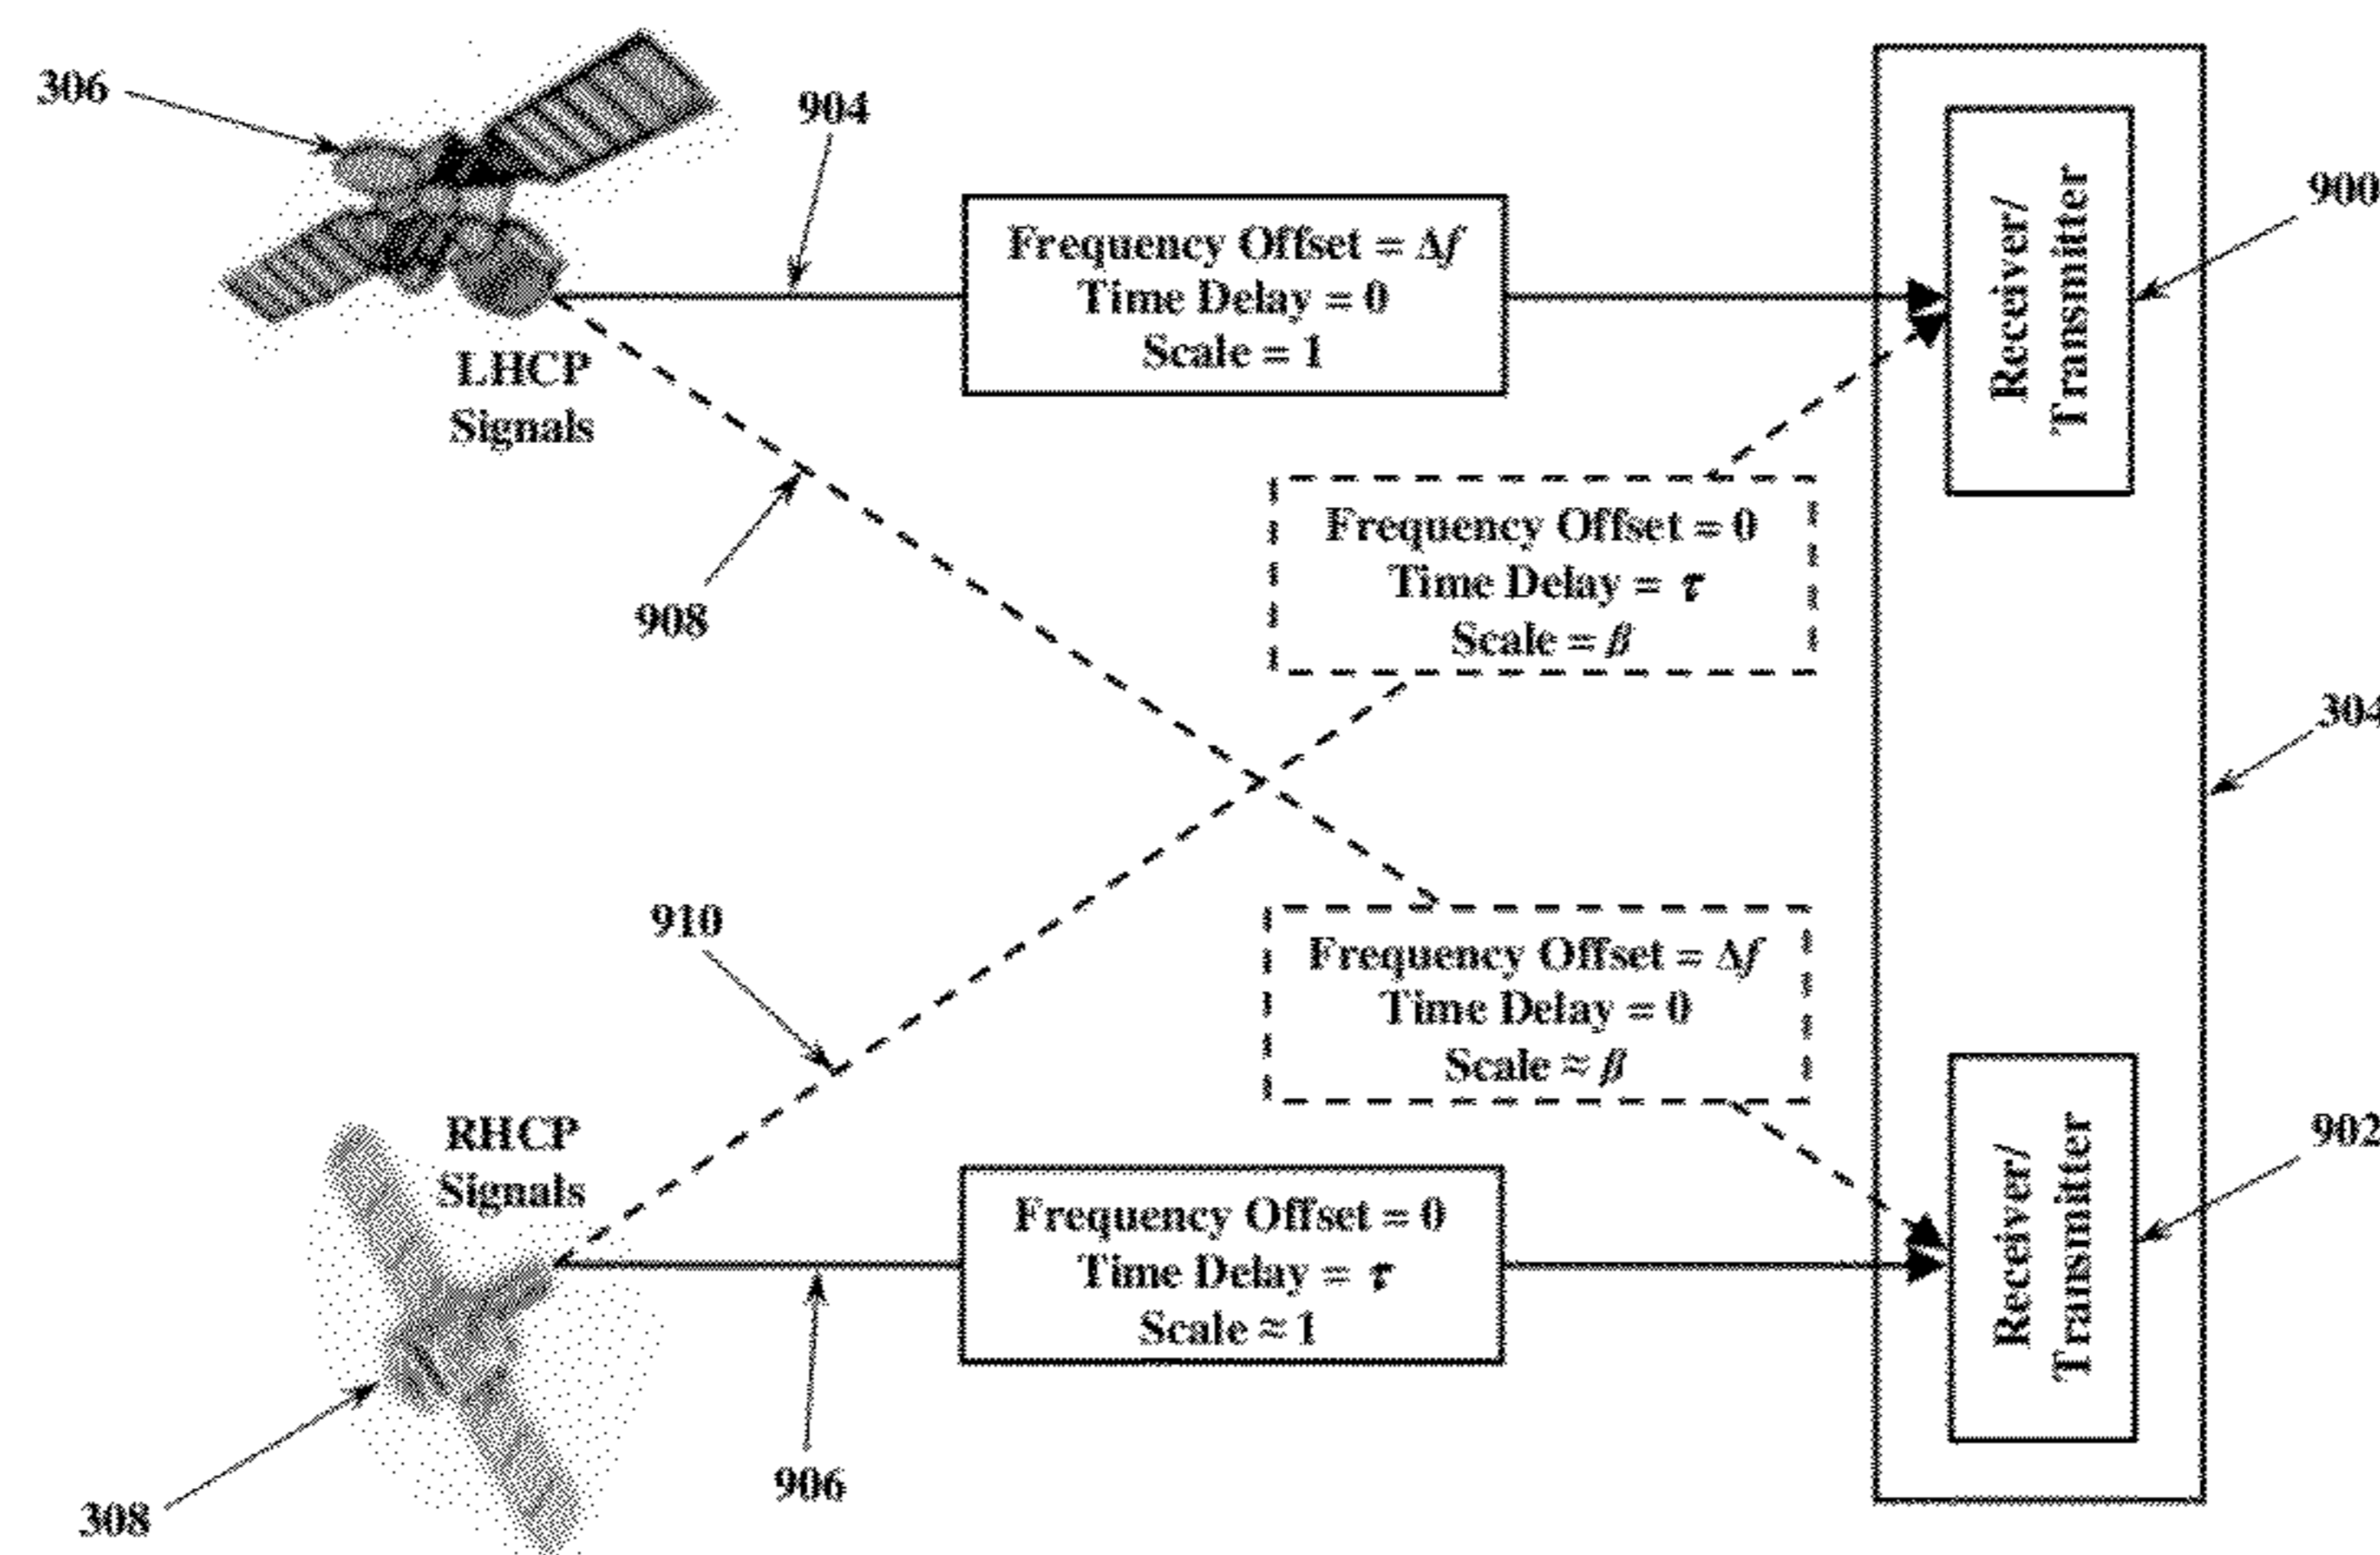 306
904
900
Frequency Offset = Δf
Time Delay = 0
Scale = 1
Receiver/
Transmitter
LHCP
Signals
908
Frequency Offset = 0
Time Delay = τ
Scale = β
304
910
Frequency Offset = Δf
Time Delay = 0
Scale ≈ β
RHCP
Signals
902
Frequency Offset = 0
Time Delay = τ
Scale ≈ 1
Receiver/
Transmitter
906
308